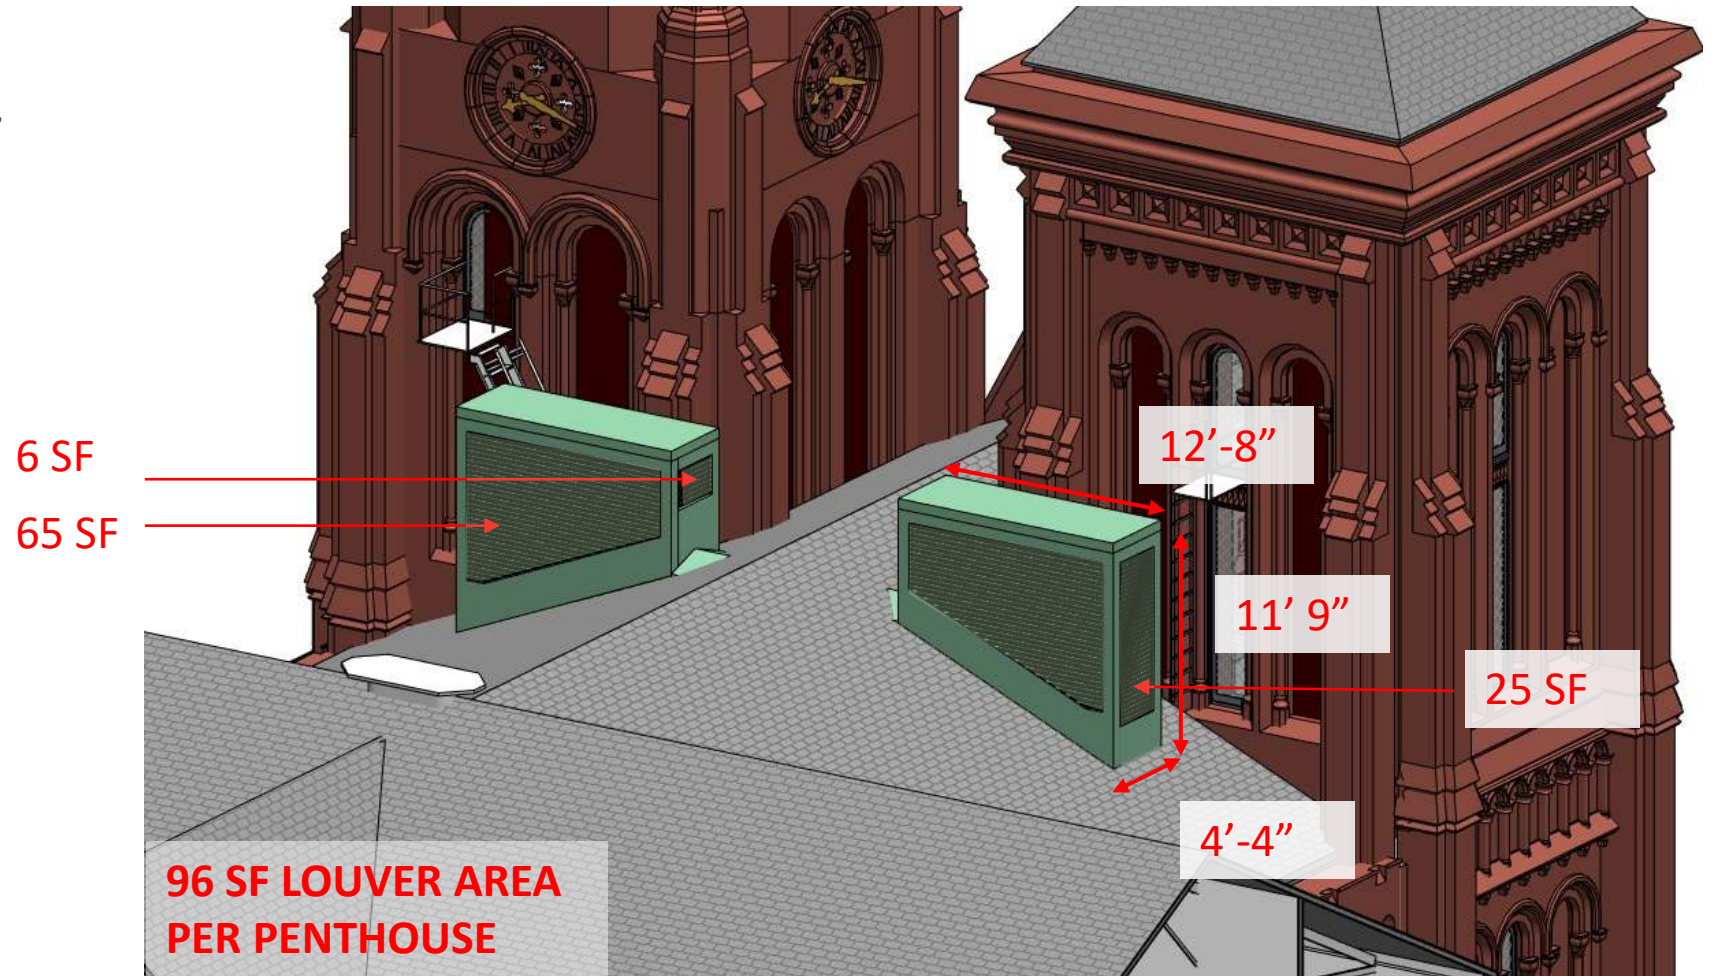 6 SF
65 SF
12’-8”
11’ 9”
25 SF
4’-4”
96 SF LOUVER AREA
PER PENTHOUSE